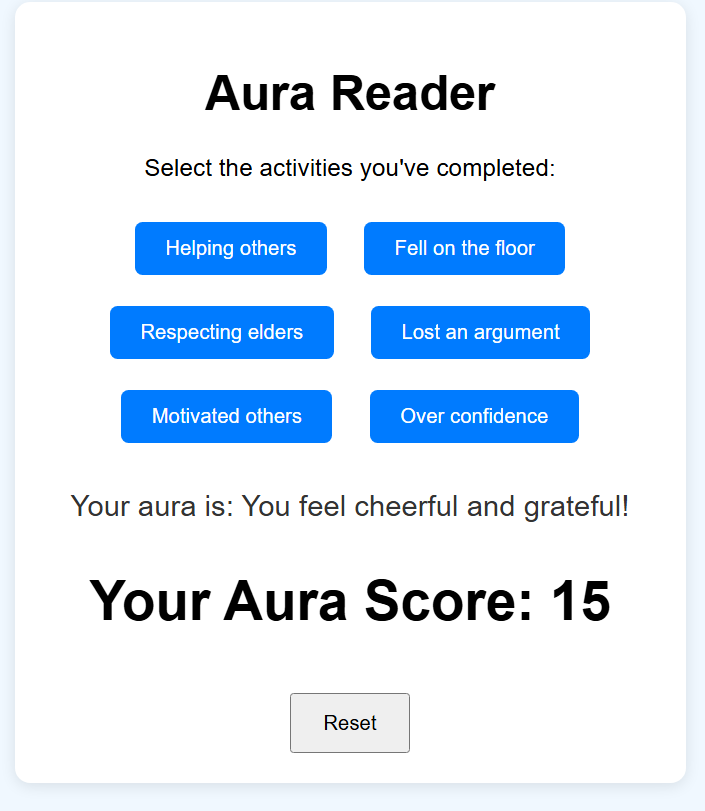 Aura Reader
Select the activities you've completed:
Helping others
Fell on the floor
Respecting elders
Lost an argument
Motivated others
Over confidence
Your aura is: You feel cheerful and grateful!
Your Aura Score: 15
Reset